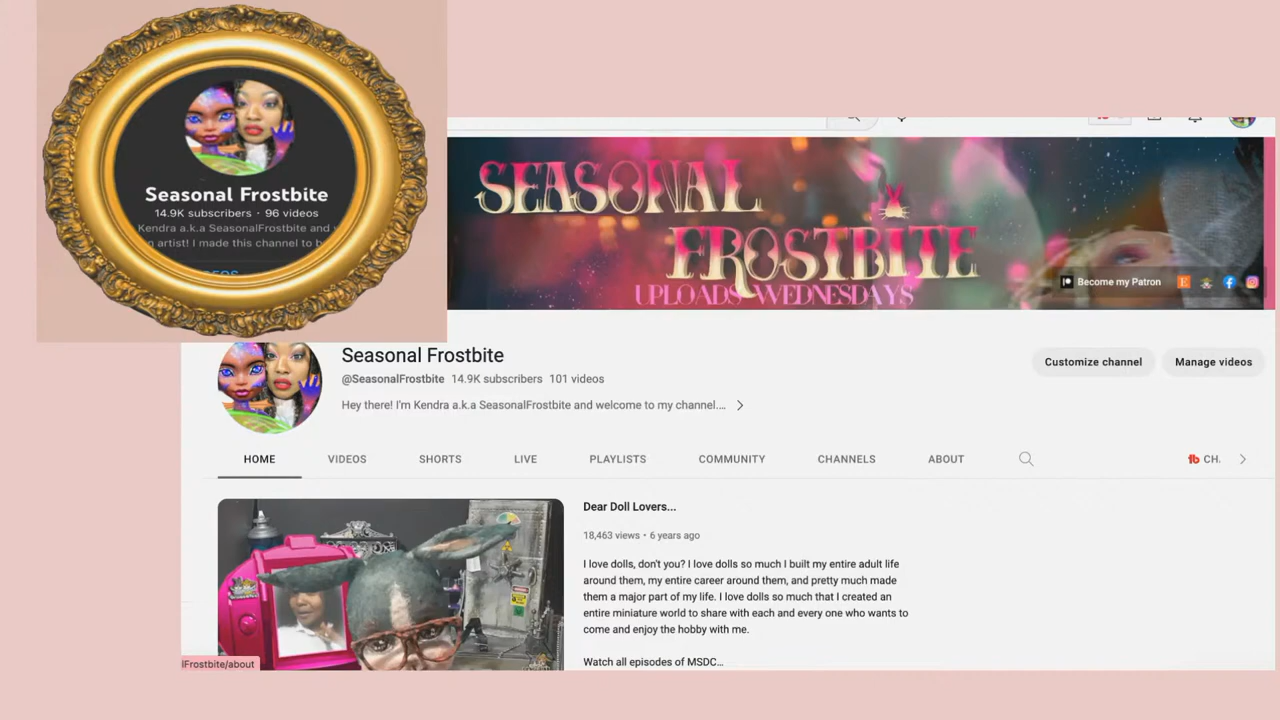 Seasonal Frostbite
14.9K subscribers · 96 videos
Kendra a.k.a SeasonalFrostbite and
n artist! I made this channel to b
VIDEOS
SEASONAL
FROSTBITE
UPLOADS WEDNESDAYS
Become my Patron
Seasonal Frostbite
@SeasonalFrostbite 14.9K subscribers 101 videos
Hey there! I'm Kendra a.k.a SeasonalFrostbite and welcome to my channel.... >
Customize channel
Manage videos
HOME VIDEOS SHORTS LIVE PLAYLISTS COMMUNITY CHANNELS ABOUT CH.
Dear Doll Lovers...
18,463 views • 6 years ago
I love dolls, don't you? I love dolls so much I built my entire adult life
around them, my entire career around them, and pretty much made
them a major part of my life. I love dolls so much that I created an
entire miniature world to share with each and every one who wants to
come and enjoy the hobby with me.
Watch all episodes of MSDC...
lFrostbite/about